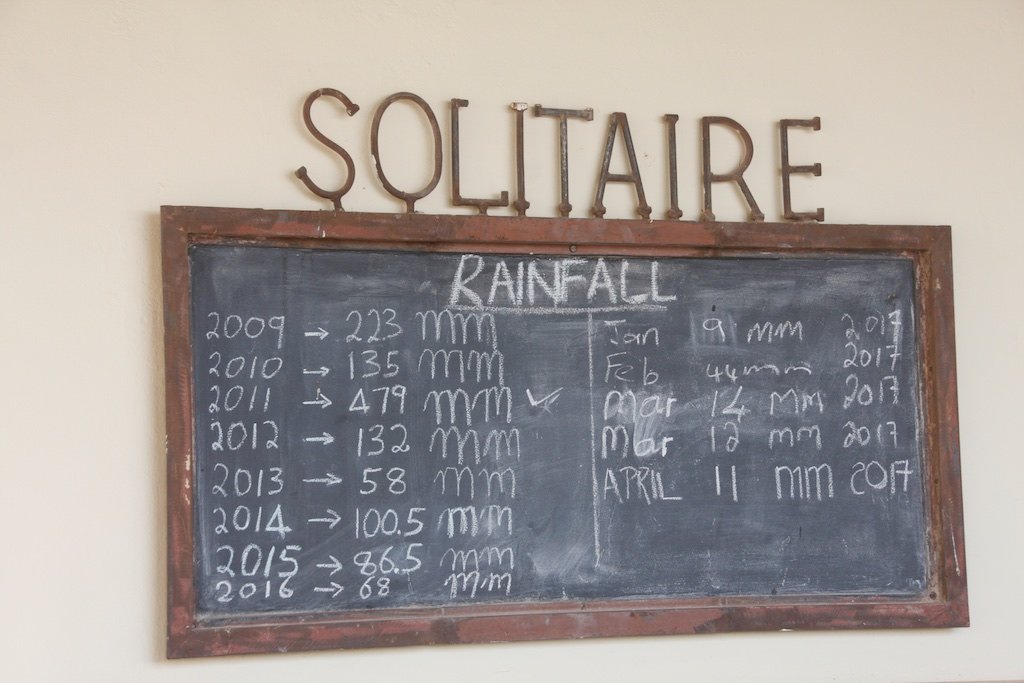 SOLITAIRE
RAINFALL
2009 → 223 mm
2010 → 135 mm
2011 → 479 mm ✓
2012 → 132 mm
2013 → 58 mm
2014 → 100.5 mm
2015 → 86.5 mm
2016 → 68 mm
Jan 9 mm 2017
Feb 44mm 2017
Mar 14 mm 2017
Mar 12 mm 2017
APRIL 11 mm 2017